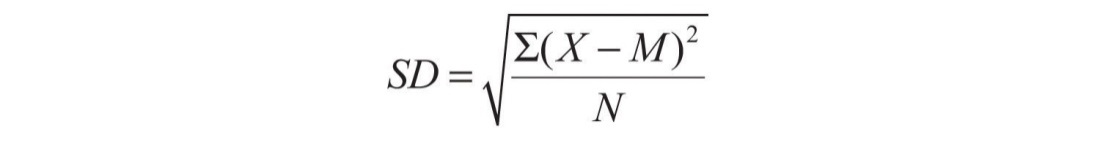 SD = √(Σ(X – M)²/N)